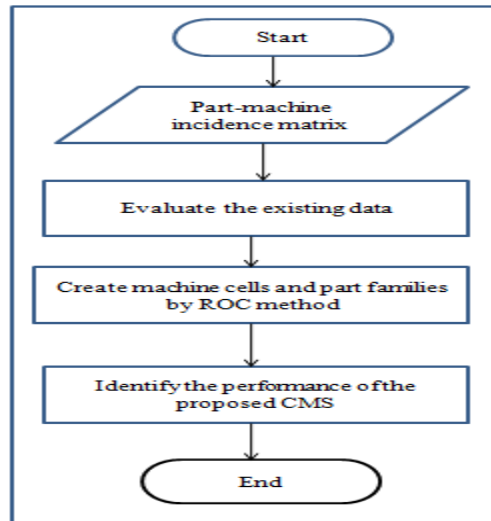 Start
Part-machine
incidence matrix
Evaluate the existing data
Create machine cells and part families
by ROC method
Identify the performance of the
proposed CMS
End